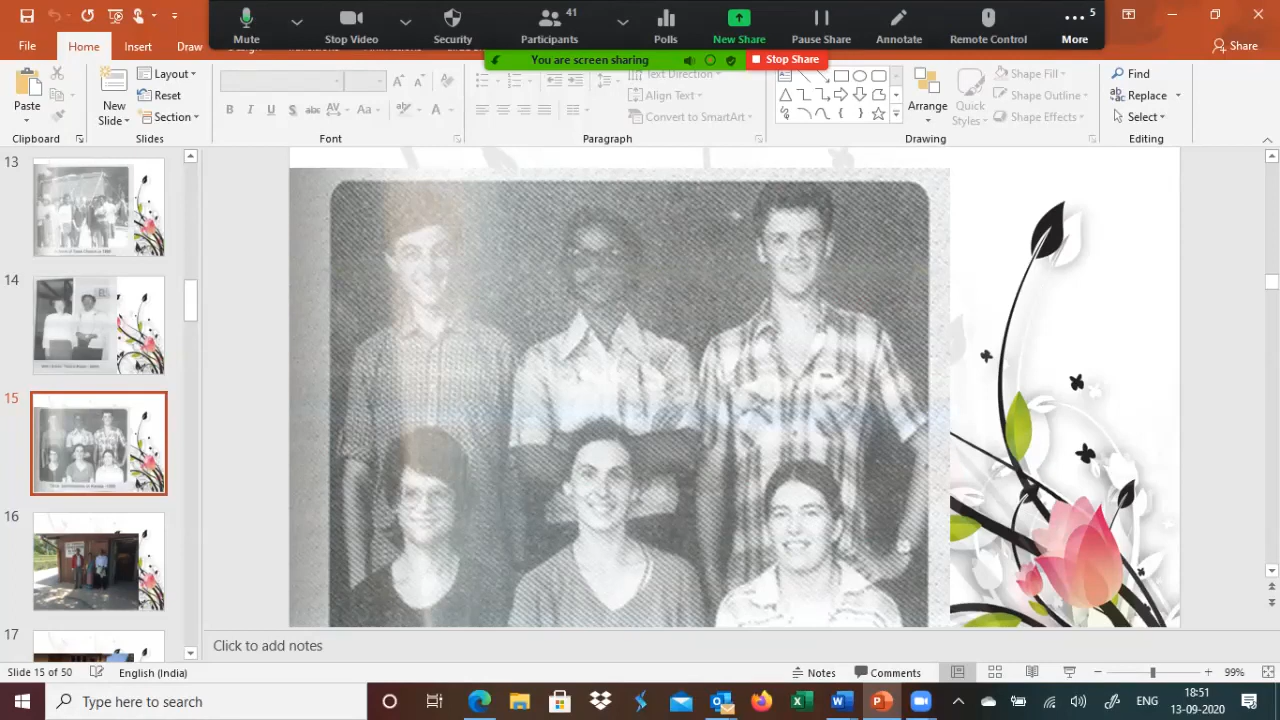 Mute
Stop Video
Security
41
Participants
Polls
New Share
Pause Share
Annotate
Remote Control
5
More
You are screen sharing
Stop Share
File
Home
Insert
Draw
Share
Paste
Clipboard
New
Slide
Layout
Reset
Section
Slides
B
I
U
S
abc
AV
Aa
A
Font
Text Direction
Align Text
Convert to SmartArt
Paragraph
Arrange
Quick
Styles
Shape Fill
Shape Outline
Shape Effects
Drawing
Find
Replace
Select
Editing
13
14
15
16
17
Click to add notes
Slide 15 of 50
English (India)
Notes
Comments
99%
Type here to search
ENG
18:51
13-09-2020